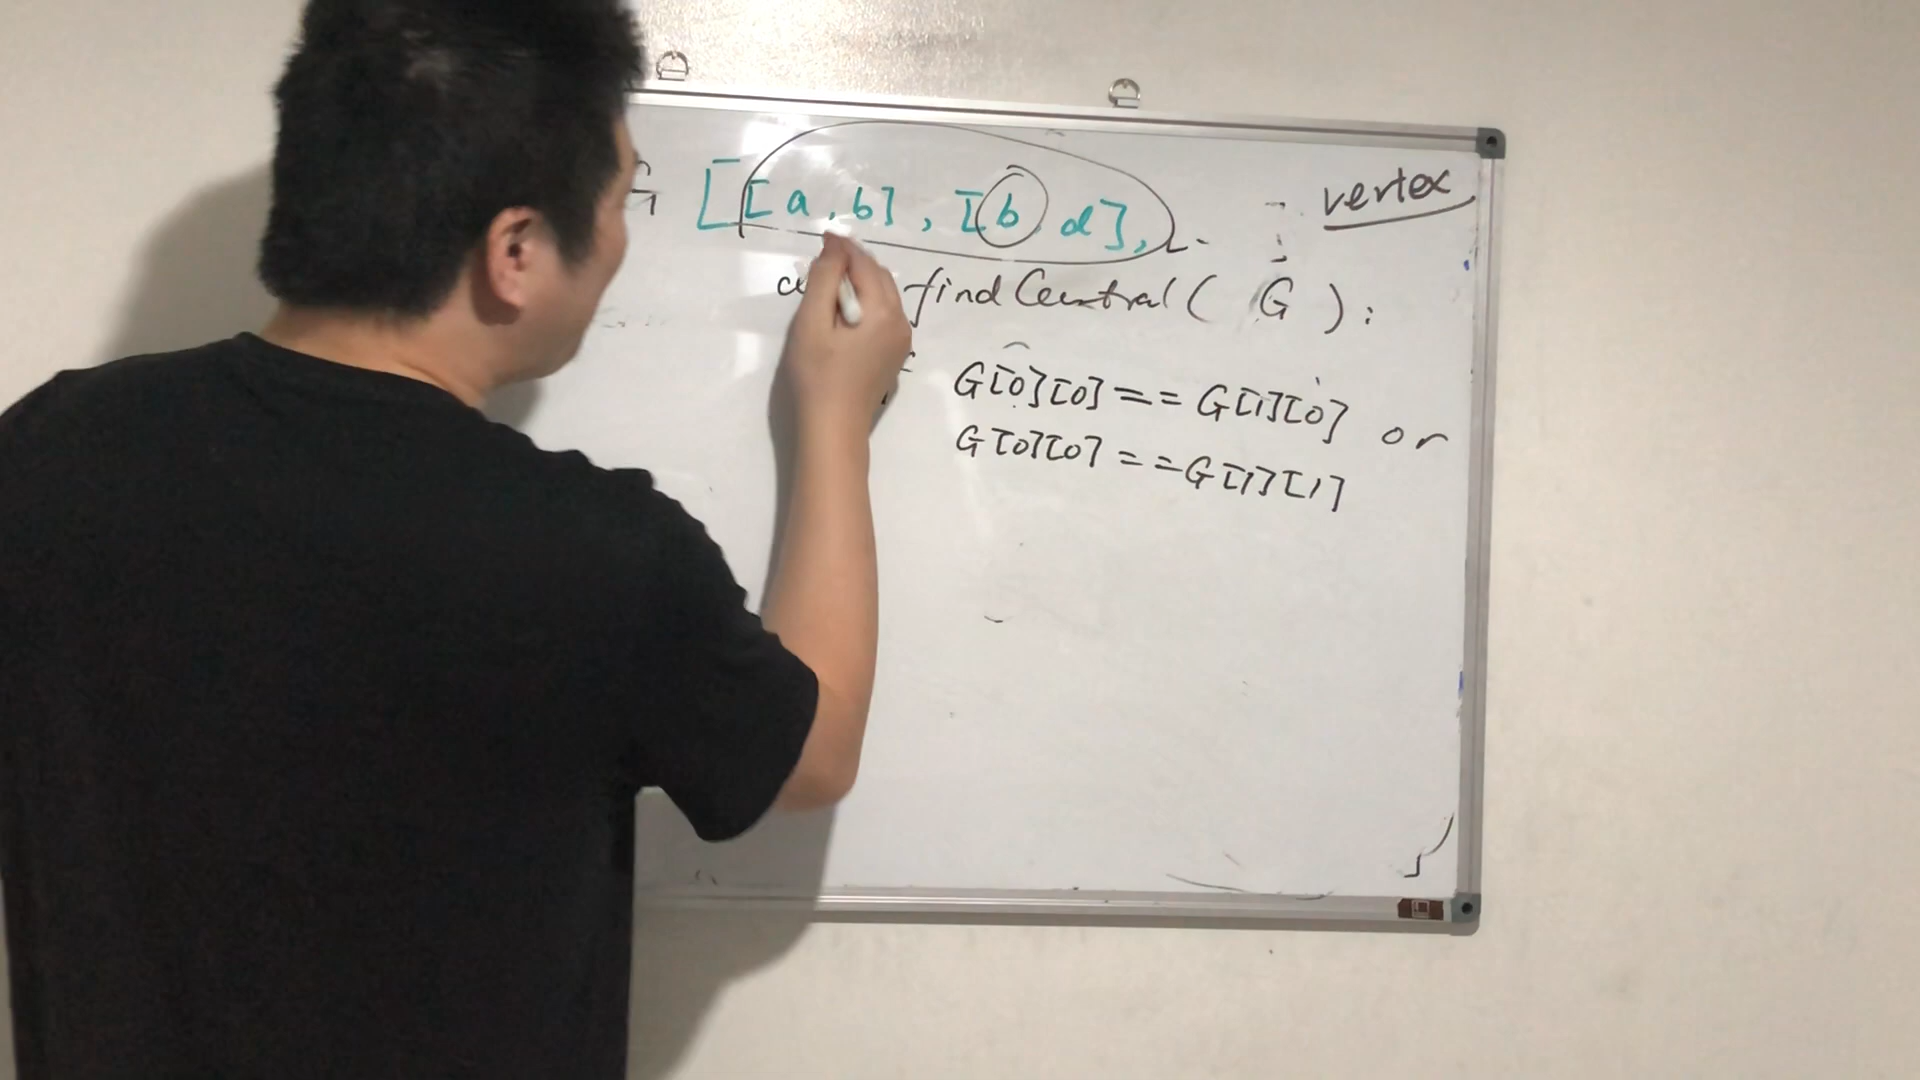 G [[a,b], [b, d],
vertex
findCentral( G ):
G[0][0] == G[1][0] or
G[0][0] == G[1][1]